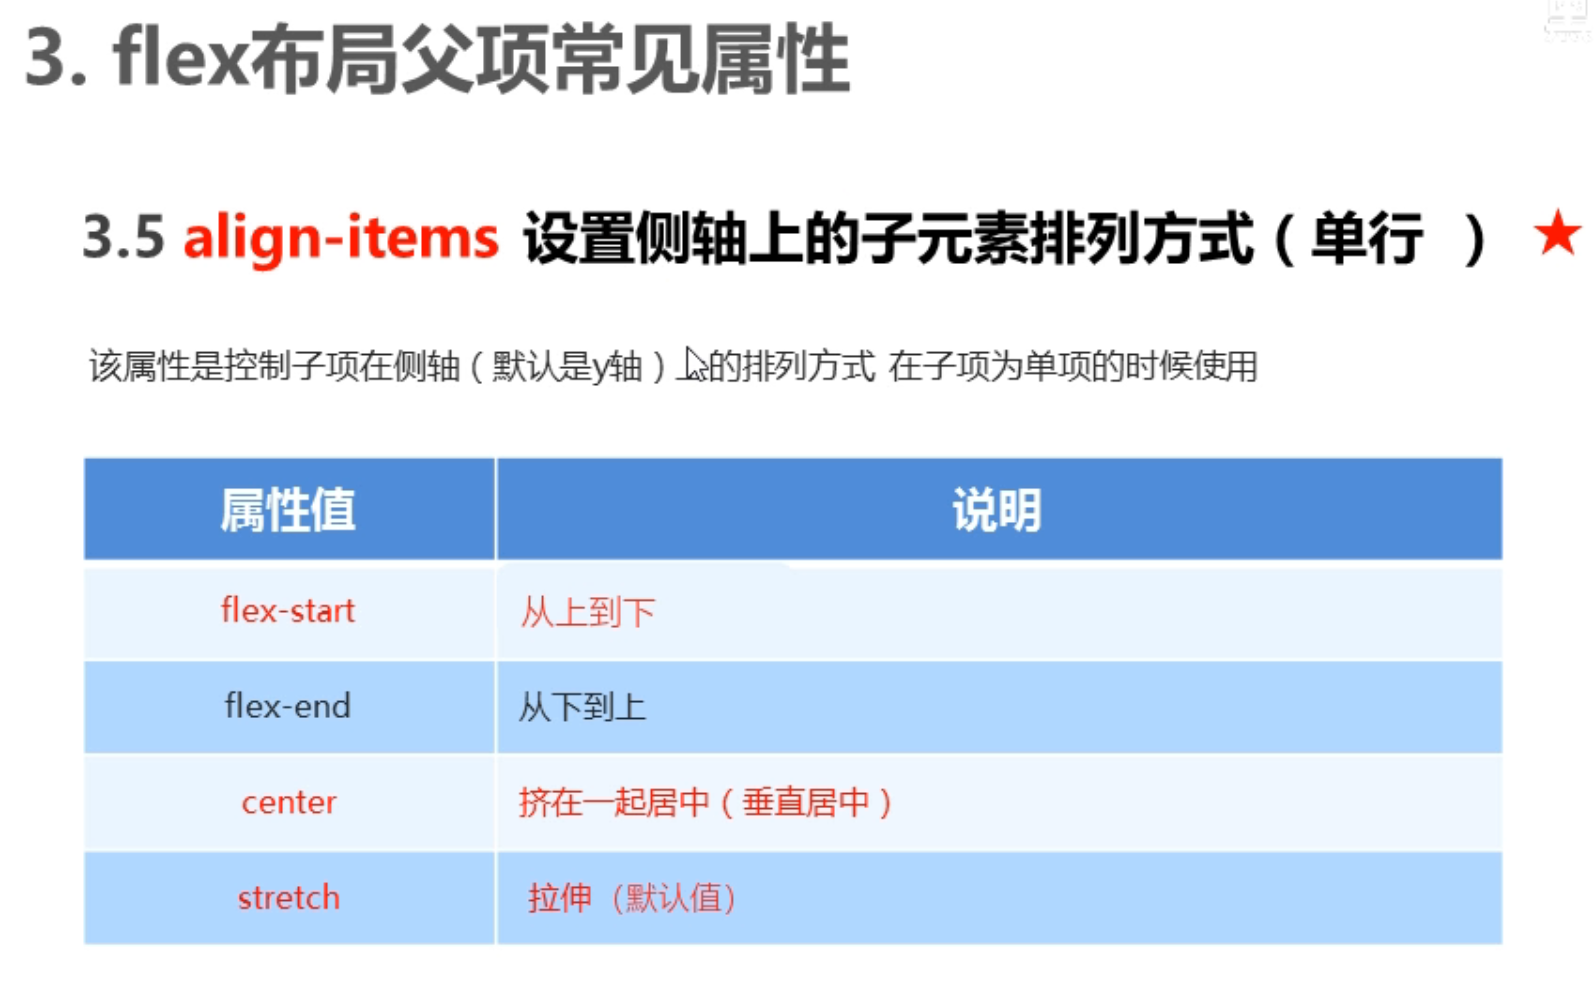 3. flex布局父项常见属性
3.5 align-items 设置侧轴上的子元素排列方式（单行 ）
该属性是控制子项在侧轴（默认是y轴）上的排列方式 在子项为单项的时候使用
属性值 说明
flex-start 从上到下
flex-end 从下到上
center 挤在一起居中（垂直居中）
stretch 拉伸（默认值）